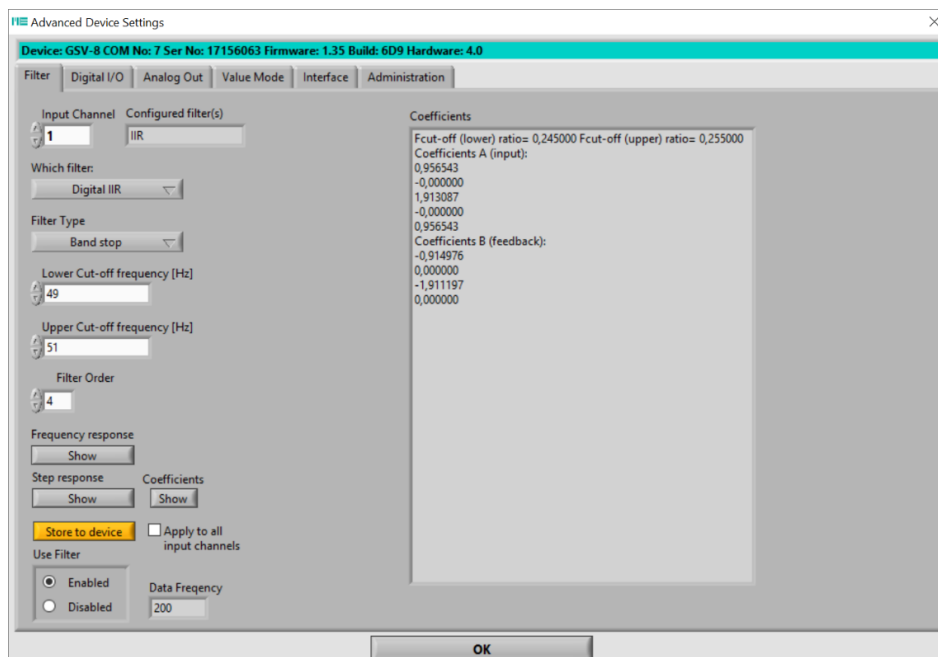 ME Advanced Device Settings
Device: GSV-8 COM No: 7 Ser No: 17156063 Firmware: 1.35 Build: 6D9 Hardware: 4.0
Filter Digital I/O Analog Out Value Mode Interface Administration
Input Channel Configured filter(s)
1 IIR
Which filter:
Digital IIR
Filter Type
Band stop
Lower Cut-off frequency [Hz]
49
Upper Cut-off frequency [Hz]
51
Filter Order
4
Frequency response
Show
Step response Coefficients
Show Show
Store to device Apply to all
input channels
Use Filter
Enabled
Disabled
Data Freqency
200
Coefficients
Fcut-off (lower) ratio= 0,245000 Fcut-off (upper) ratio= 0,255000
Coefficients A (input):
0,956543
-0,000000
1,913087
-0,000000
0,956543
Coefficients B (feedback):
-0,914976
0,000000
-1,911197
0,000000
OK